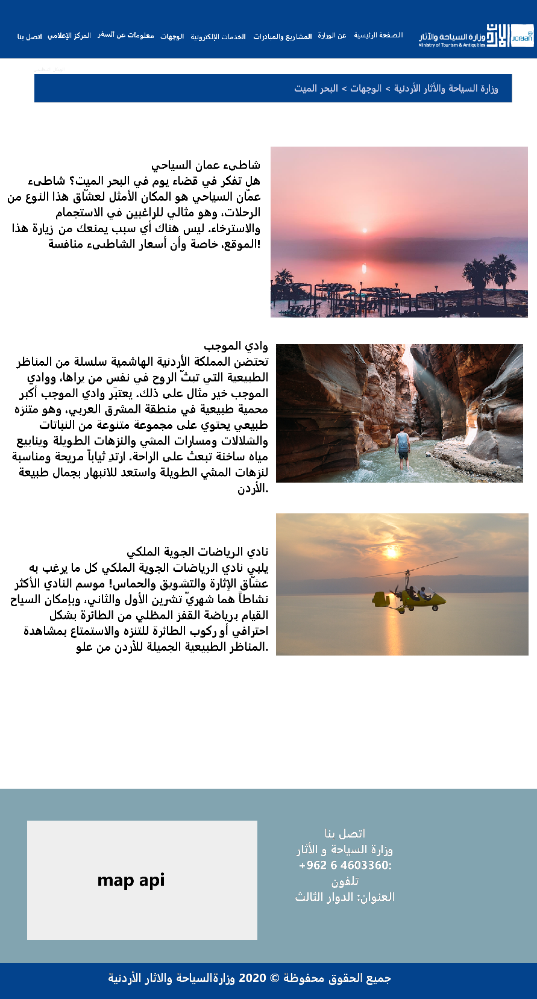 وزارة السياحة والآثار
Ministry of Tourism & Antiquities
Jordan
االصفحة الرئيسية
عن الوزارة
المشاريع والمبادرات
الخدمات الإلكترونية
الوجهات
معلومات عن السفر
المركز الإعلامي
اتصل بنا
وزارة السياحة والأثار الأردنية > الوجهات > البحر الميت
شاطىء عمان السياحي
هل تفكر في قضاء يوم في البحر الميت؟ شاطىء
عمّان السياحي هو المكان الأمثل لعشّاق هذا النوع من
الرحلات، وهو مثالي للراغبين في الاستجمام
والاسترخاء. ليس هناك أي سبب يمنعك من زيارة هذا
!الموقع، خاصة وأن أسعار الشاطىء منافسة
وادي الموجب
تحتضن المملكة الأردنية الهاشمية سلسلة من المناظر
الطبيعية التي تبثّ الروح في نفس من يراها، ووادي
الموجب خير مثال على ذلك. يعتبَر وادي الموجب أكبر
محمية طبيعية في منطقة المشرق العربي، وهو متنزه
طبيعي يحتوي على مجموعة متنوعة من النباتات
والشلالات ومسارات المشي والنزهات الطويلة وينابيع
مياه ساخنة تبعث على الراحة. ارتدِ ثياباً مريحة ومناسبة
لنزهات المشي الطويلة واستعد للانبهار بجمال طبيعة
.الأردن
نادي الرياضات الجوية الملكي
يلبي نادي الرياضات الجوية الملكي كل ما يرغب به
عشّاق الإثارة والتشويق والحماس! موسم النادي الأكثر
نشاطاً هما شهريّ تشرين الأول والثاني، وبإمكان السياح
القيام برياضة القفز المظلي من الطائرة بشكل
احترافي أو ركوب الطائرة للتنزه والاستمتاع بمشاهدة
.المناظر الطبيعية الجميلة للأردن من علو
اتصل بنا
وزارة السياحة و الأثار
+962 6 4603360:
تلفون
العنوان: الدوار الثالث
map api
جميع الحقوق محفوظة © 2020 وزارةالسياحة والاثار الأردنية